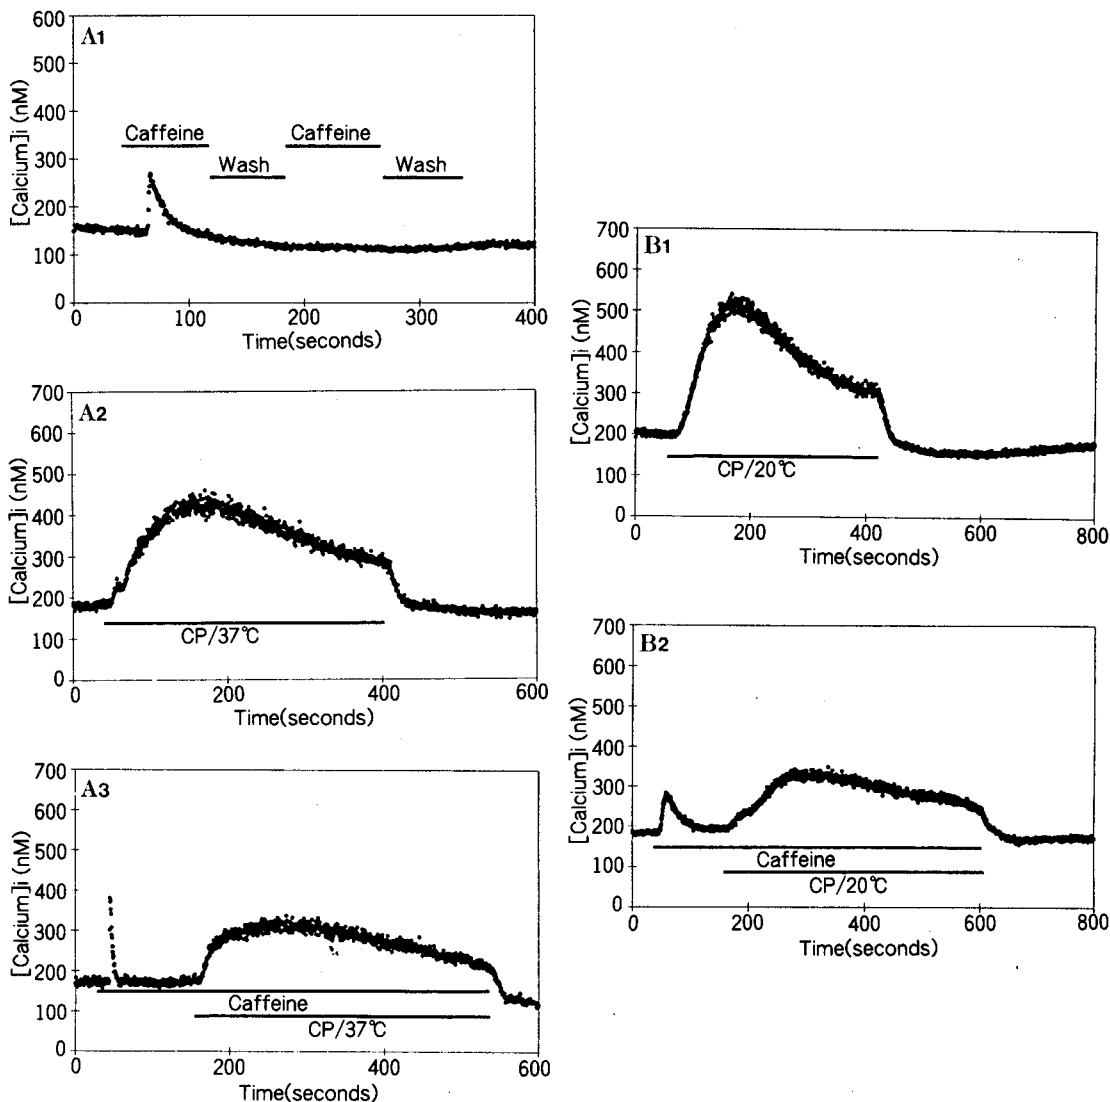 A1
[Calcium]i (nM)
600
500
400
300
200
100
0
Caffeine
Caffeine
Wash
Wash
0 100 200 300 400
Time(seconds)
A2
[Calcium]i (nM)
700
600
500
400
300
200
100
0
CP/37℃
0 200 400 600
Time(seconds)
A3
[Calcium]i (nM)
700
600
500
400
300
200
100
0
Caffeine
CP/37℃
0 200 400 600
Time(seconds)
B1
[Calcium]i (nM)
700
600
500
400
300
200
100
0
CP/20℃
0 200 400 600 800
Time(seconds)
B2
[Calcium]i (nM)
700
600
500
400
300
200
100
0
Caffeine
CP/20℃
0 200 400 600 800
Time(seconds)